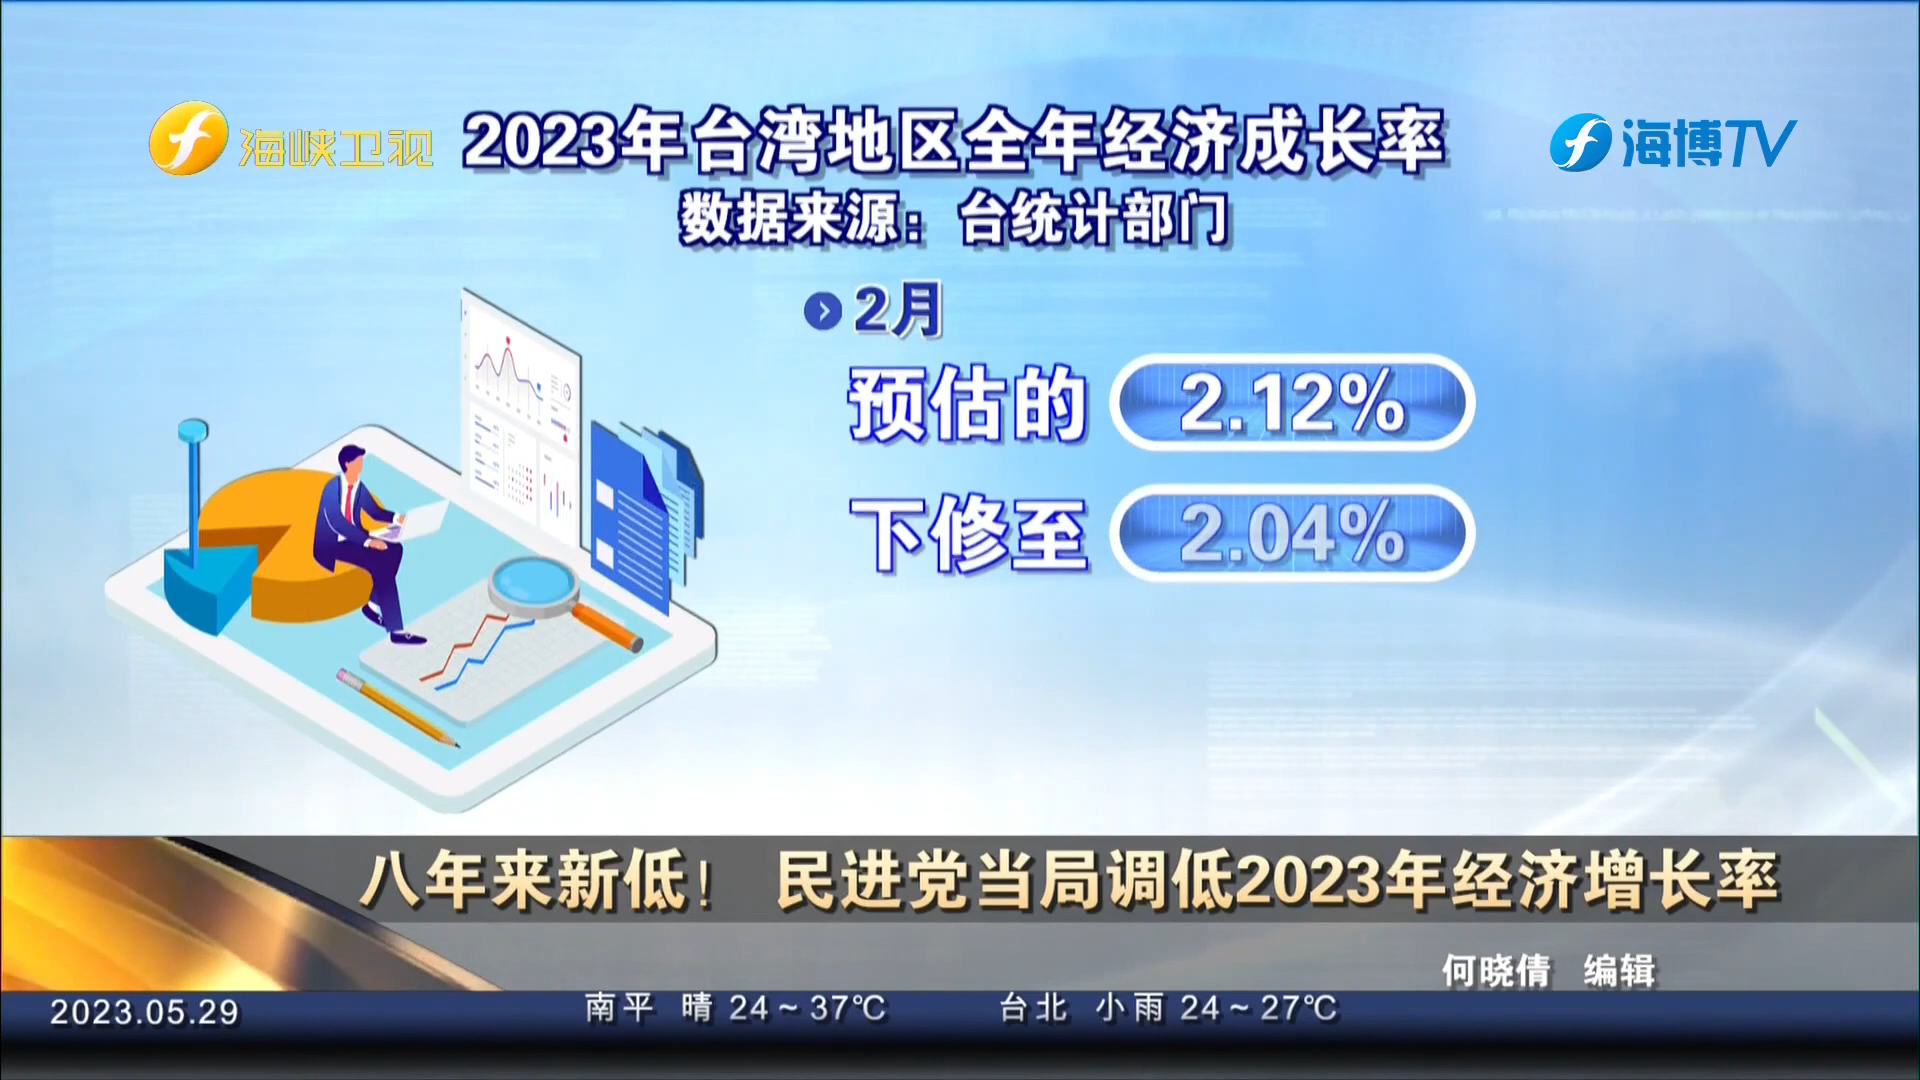 海峡卫视
2023年台湾地区全年经济成长率
海博TV
数据来源：台统计部门
2月
预估的 2.12%
下修至 2.04%
八年来新低！ 民进党当局调低2023年经济增长率
何晓倩 编辑
2023.05.29 南平 晴 24～37℃ 台北 小雨 24～27℃